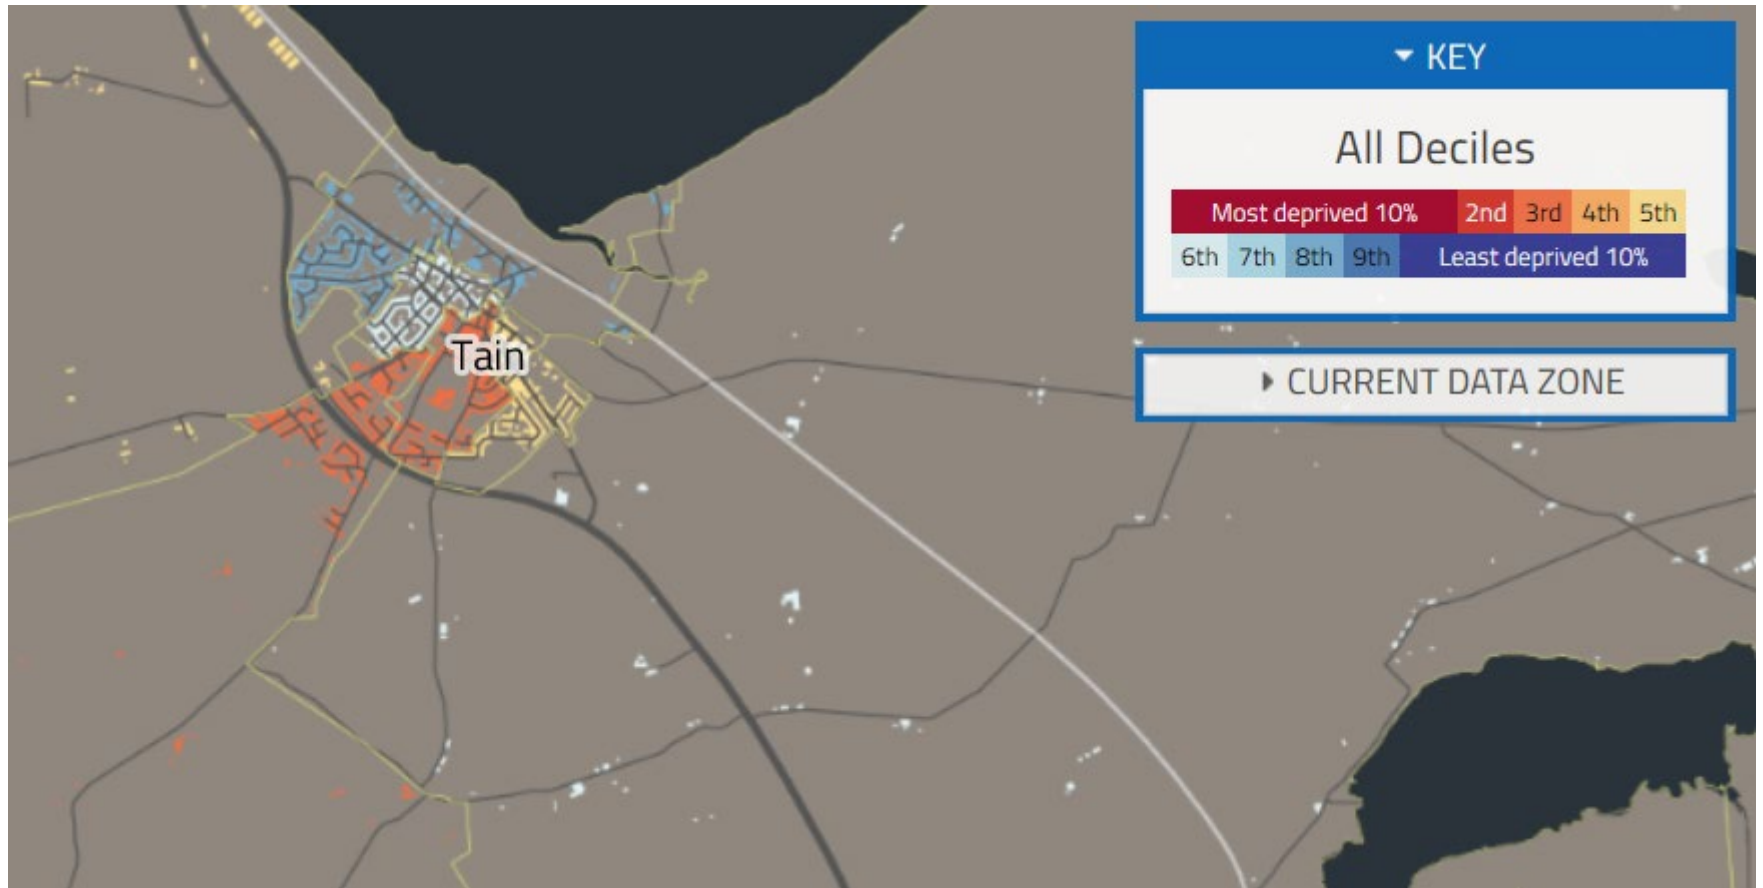 Tain
KEY
All Deciles
Most deprived 10% 2nd 3rd 4th 5th
6th 7th 8th 9th Least deprived 10%
CURRENT DATA ZONE